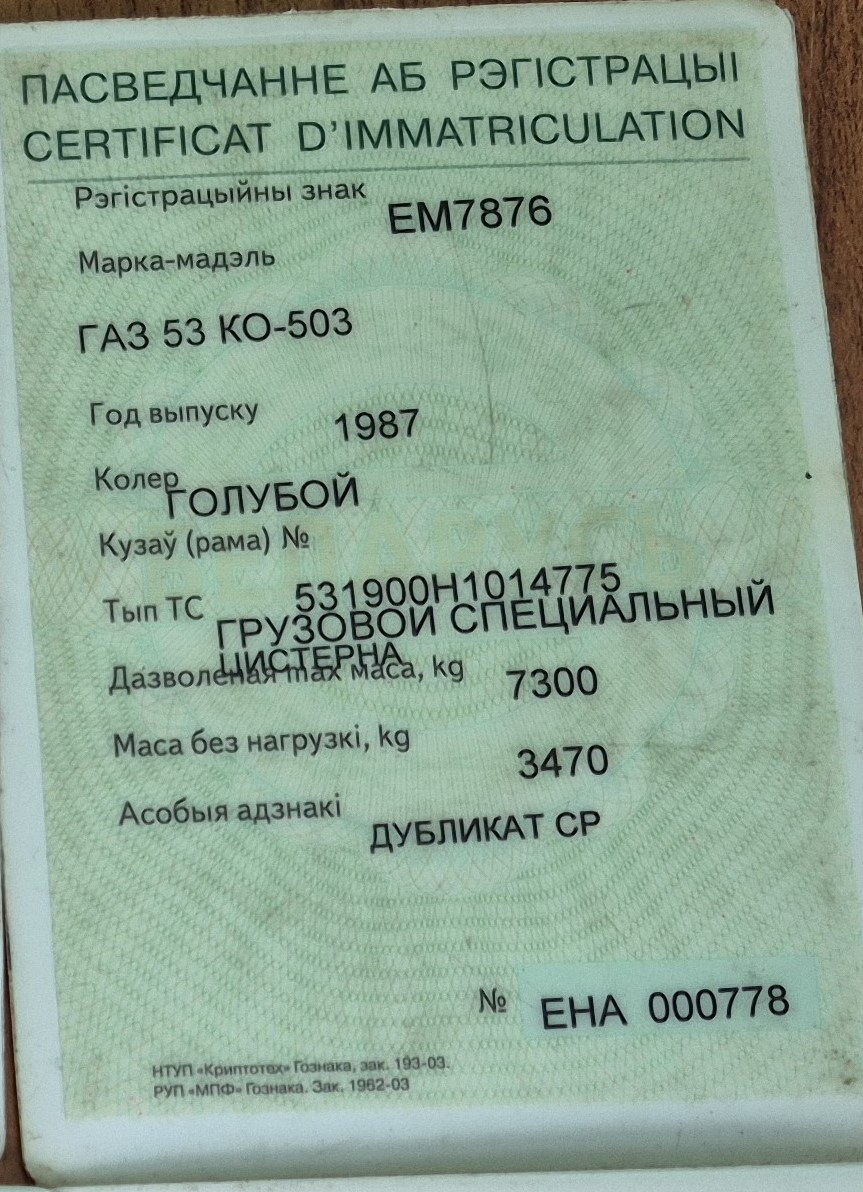 ПАСВЕДЧАННЕ АБ РЭГІСТРАЦЫІ
CERTIFICAT D'IMMATRICULATION
Рэгістрацыйны знак EM7876
Марка-мадэль
ГАЗ 53 КО-503
Год выпуску 1987
Колер ГОЛУБОЙ
Кузаў (рама) №
531900Н1014775
Тып ТС ГРУЗОВОЙ СПЕЦИАЛЬНЫЙ
ЦИСТЕРНА
Дазволеная max маса, kg 7300
Маса без нагрузкі, kg 3470
Асобыя адзнакі ДУБЛИКАТ СР
№ ЕНА 000778
НТУП «Криптотех» Гознака, зак. 193-03.
РУП «МПФ» Гознака. Зак. 1962-03